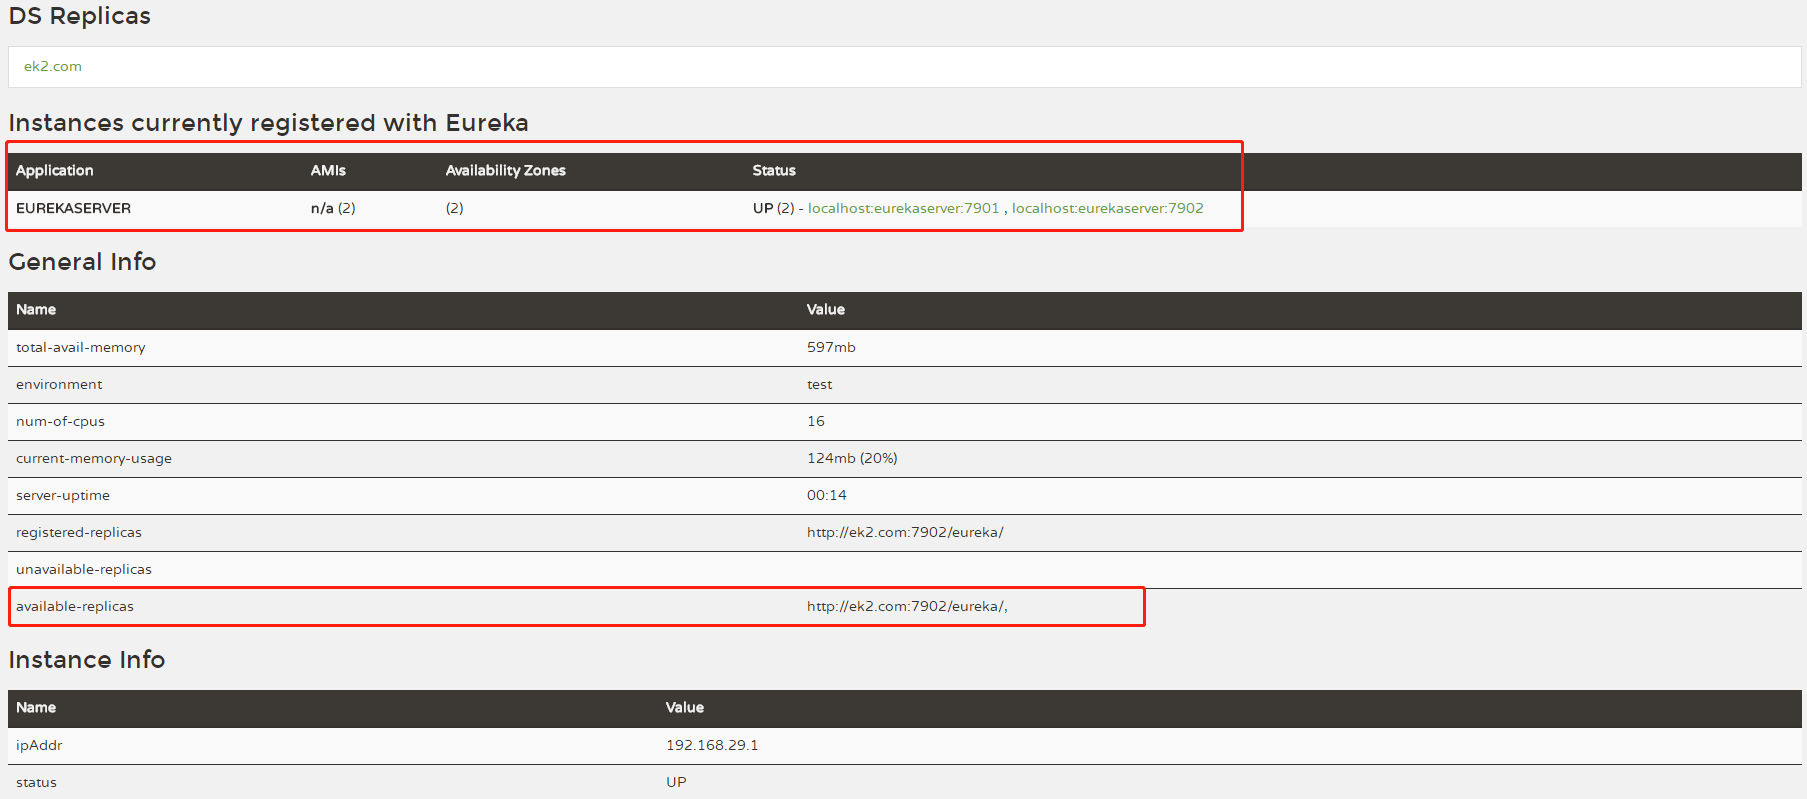 DS Replicas
ek2.com
Instances currently registered with Eureka
Application AMIs Availability Zones Status
EUREKASERVER n/a (2) (2) UP (2) - localhost:eurekaserver:7901 , localhost:eurekaserver:7902
General Info
Name Value
total-avail-memory 597mb
environment test
num-of-cpus 16
current-memory-usage 124mb (20%)
server-uptime 00:14
registered-replicas http://ek2.com:7902/eureka/
unavailable-replicas
available-replicas http://ek2.com:7902/eureka/,
Instance Info
Name Value
ipAddr 192.168.29.1
status UP